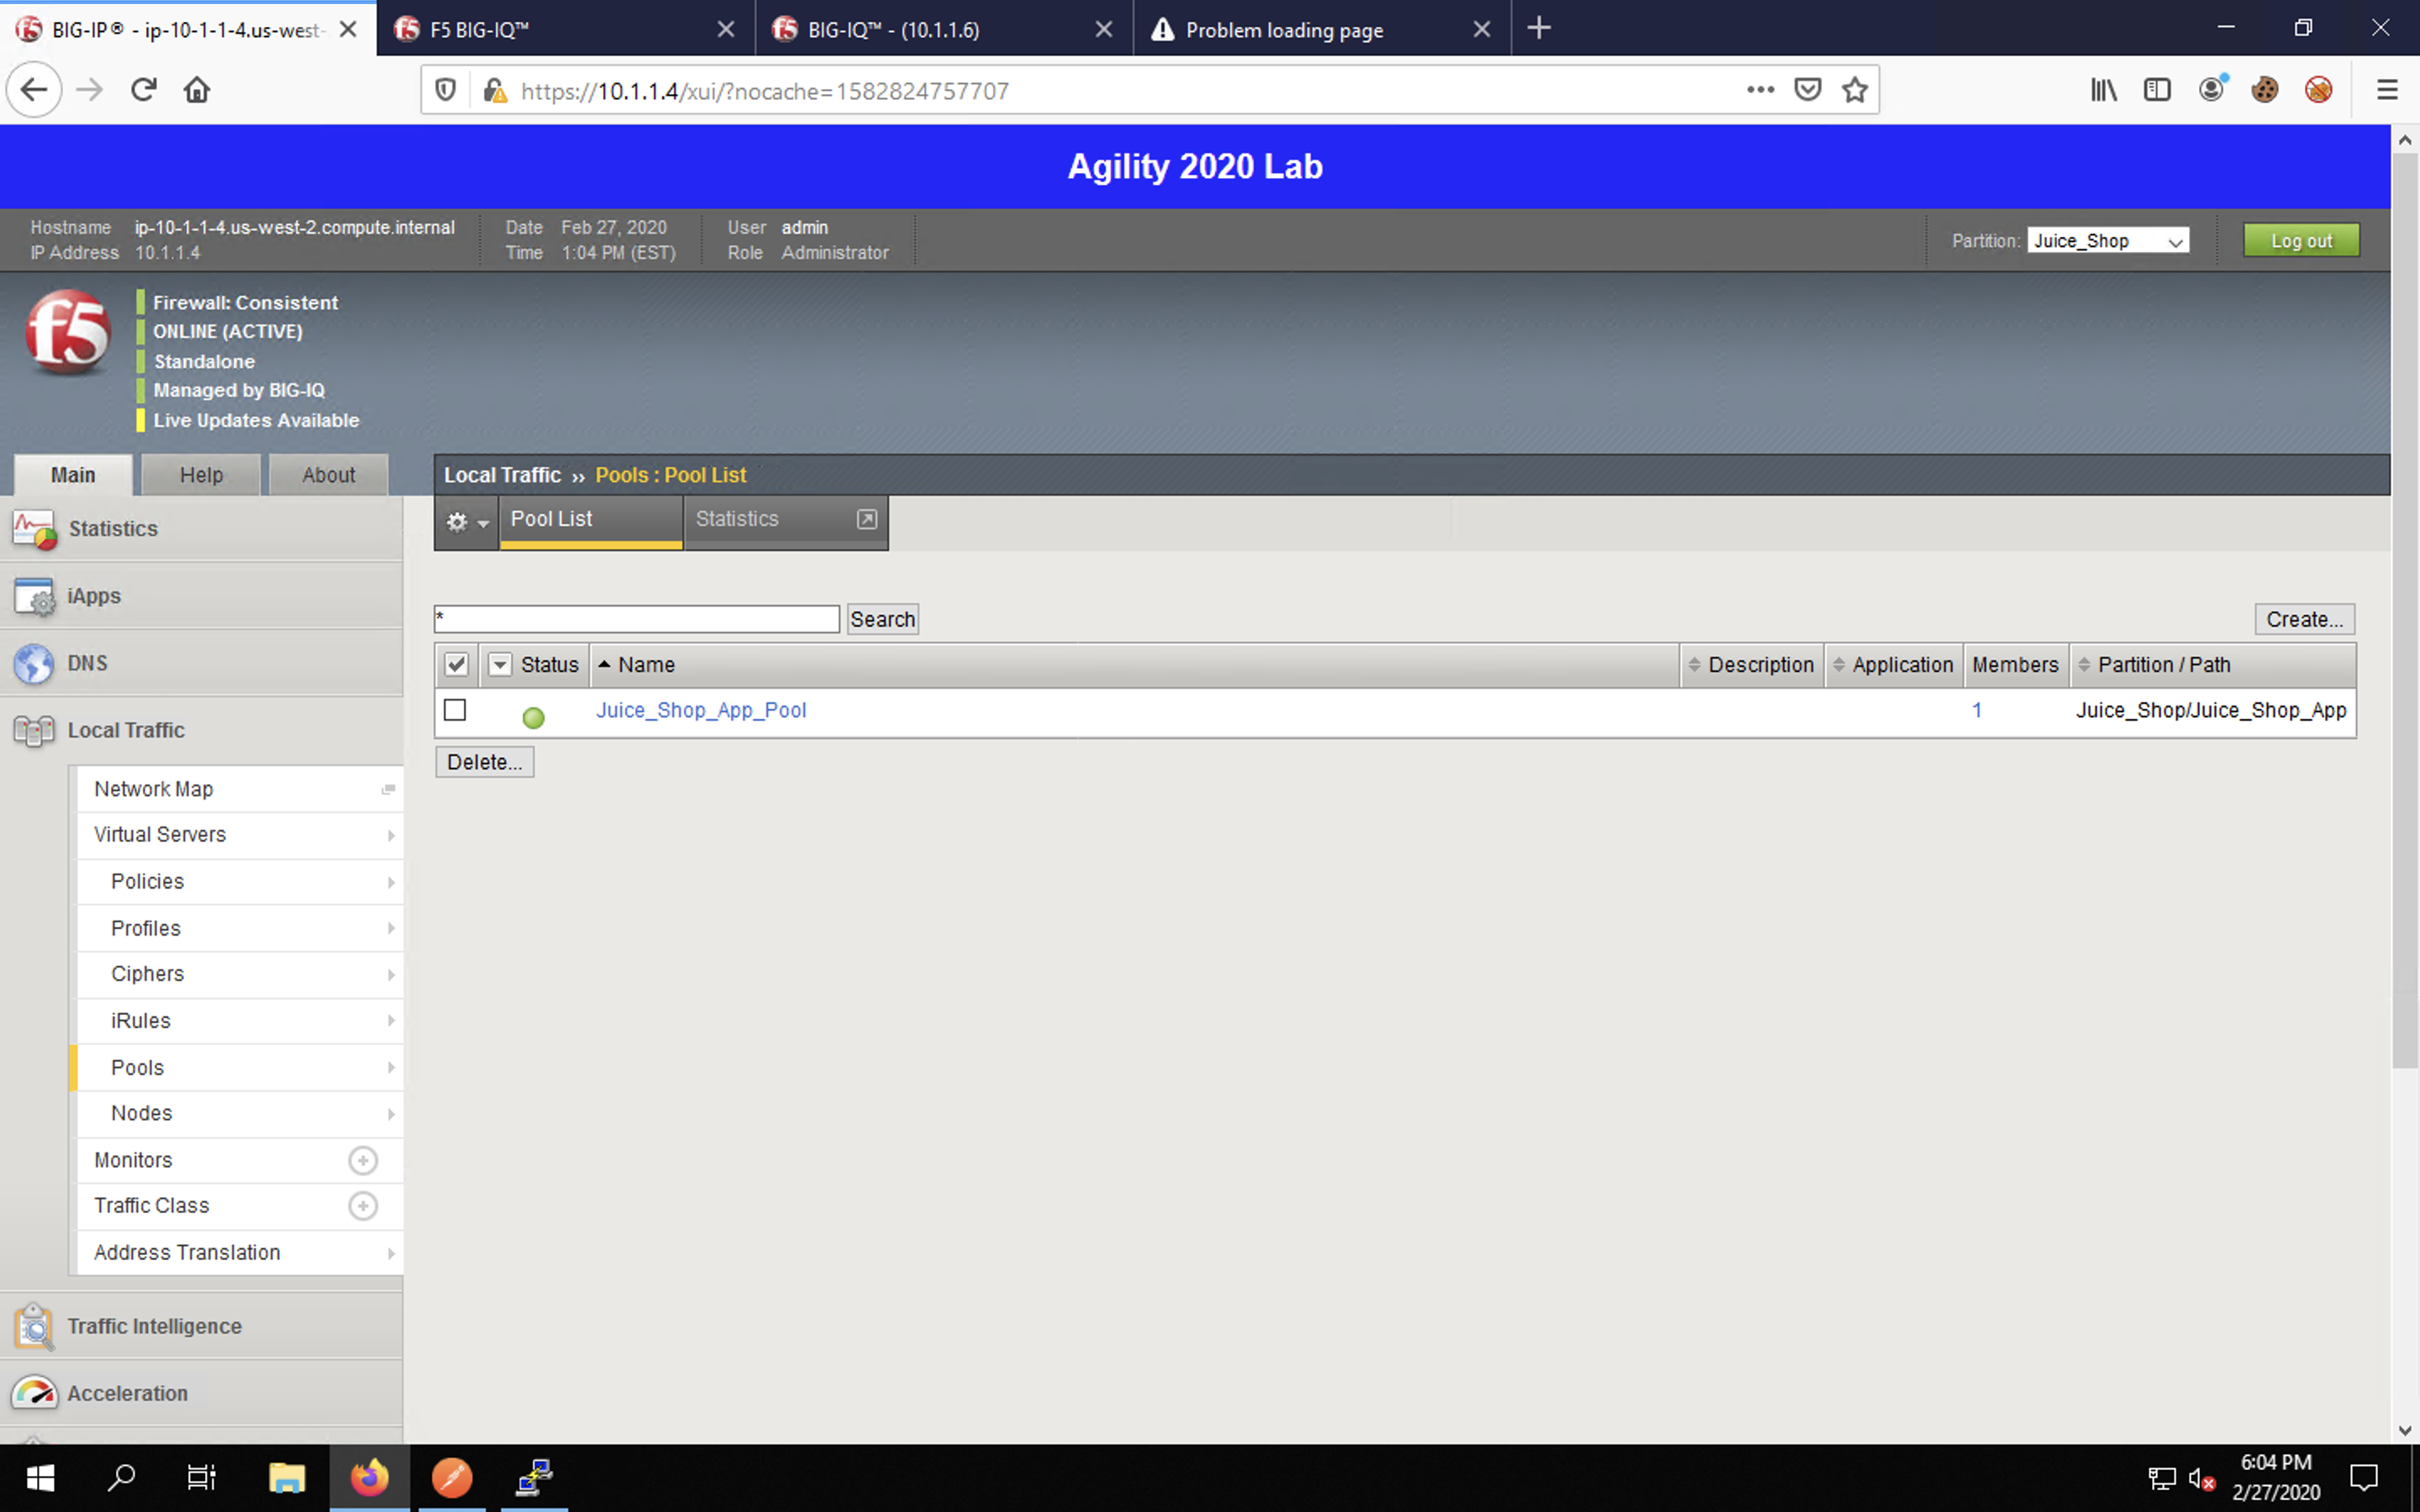 BIG-IP® - ip-10-1-1-4.us-west-
F5 BIG-IQ™
BIG-IQ™ - (10.1.1.6)
Problem loading page
https://10.1.1.4/xui/?nocache=1582824757707
Agility 2020 Lab
Hostname ip-10-1-1-4.us-west-2.compute.internal
IP Address 10.1.1.4
Date Feb 27, 2020
Time 1:04 PM (EST)
User admin
Role Administrator
Partition: Juice_Shop
Log out
f5
Firewall: Consistent
ONLINE (ACTIVE)
Standalone
Managed by BIG-IQ
Live Updates Available
Main Help About
Local Traffic ›› Pools : Pool List
Pool List Statistics
Statistics
iApps
DNS
Local Traffic
Network Map
Virtual Servers
Policies
Profiles
Ciphers
iRules
Pools
Nodes
Monitors
Traffic Class
Address Translation
Traffic Intelligence
Acceleration
* Search Create...
Status Name Description Application Members Partition / Path
Juice_Shop_App_Pool 1 Juice_Shop/Juice_Shop_App
Delete...
6:04 PM
2/27/2020